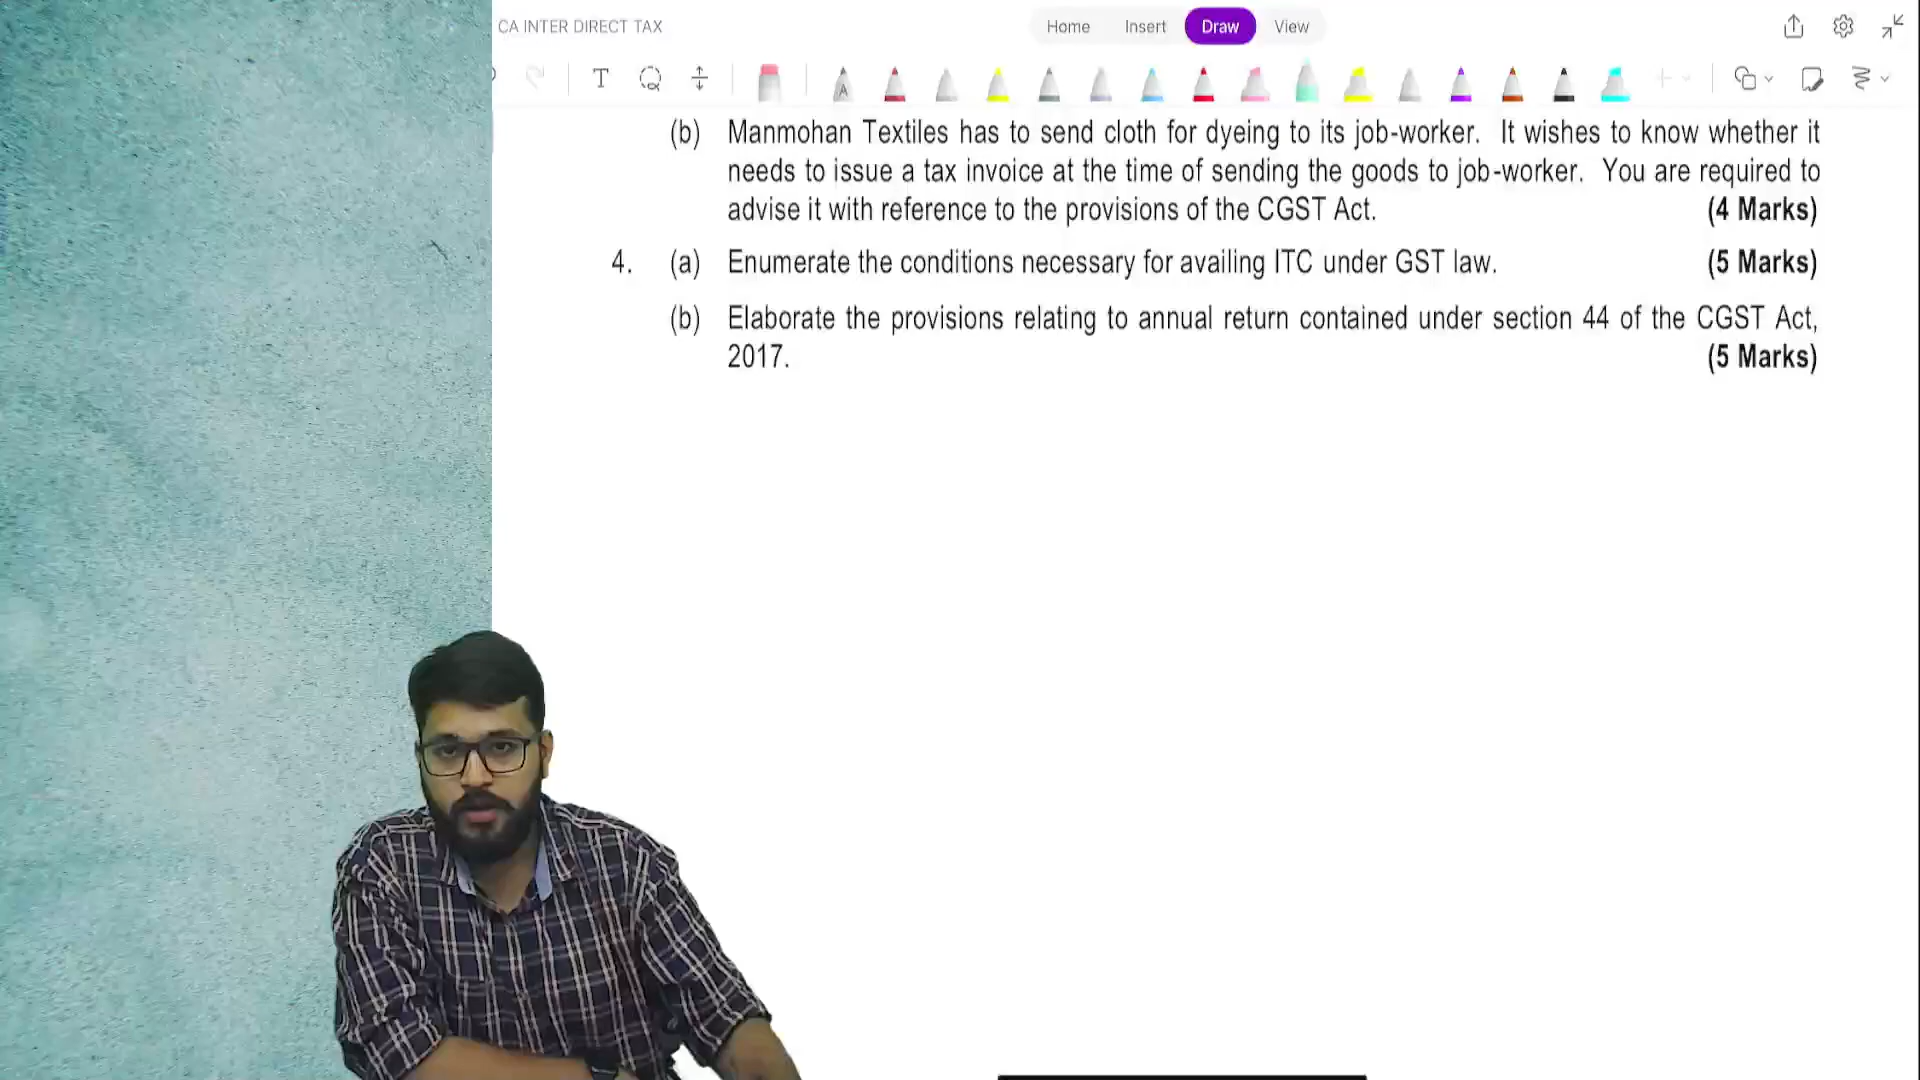 CA INTER DIRECT TAX
Home Insert Draw View
T
A
(b) Manmohan Textiles has to send cloth for dyeing to its job-worker. It wishes to know whether it
needs to issue a tax invoice at the time of sending the goods to job-worker. You are required to
advise it with reference to the provisions of the CGST Act. (4 Marks)
4. (a) Enumerate the conditions necessary for availing ITC under GST law. (5 Marks)
(b) Elaborate the provisions relating to annual return contained under section 44 of the CGST Act,
2017. (5 Marks)